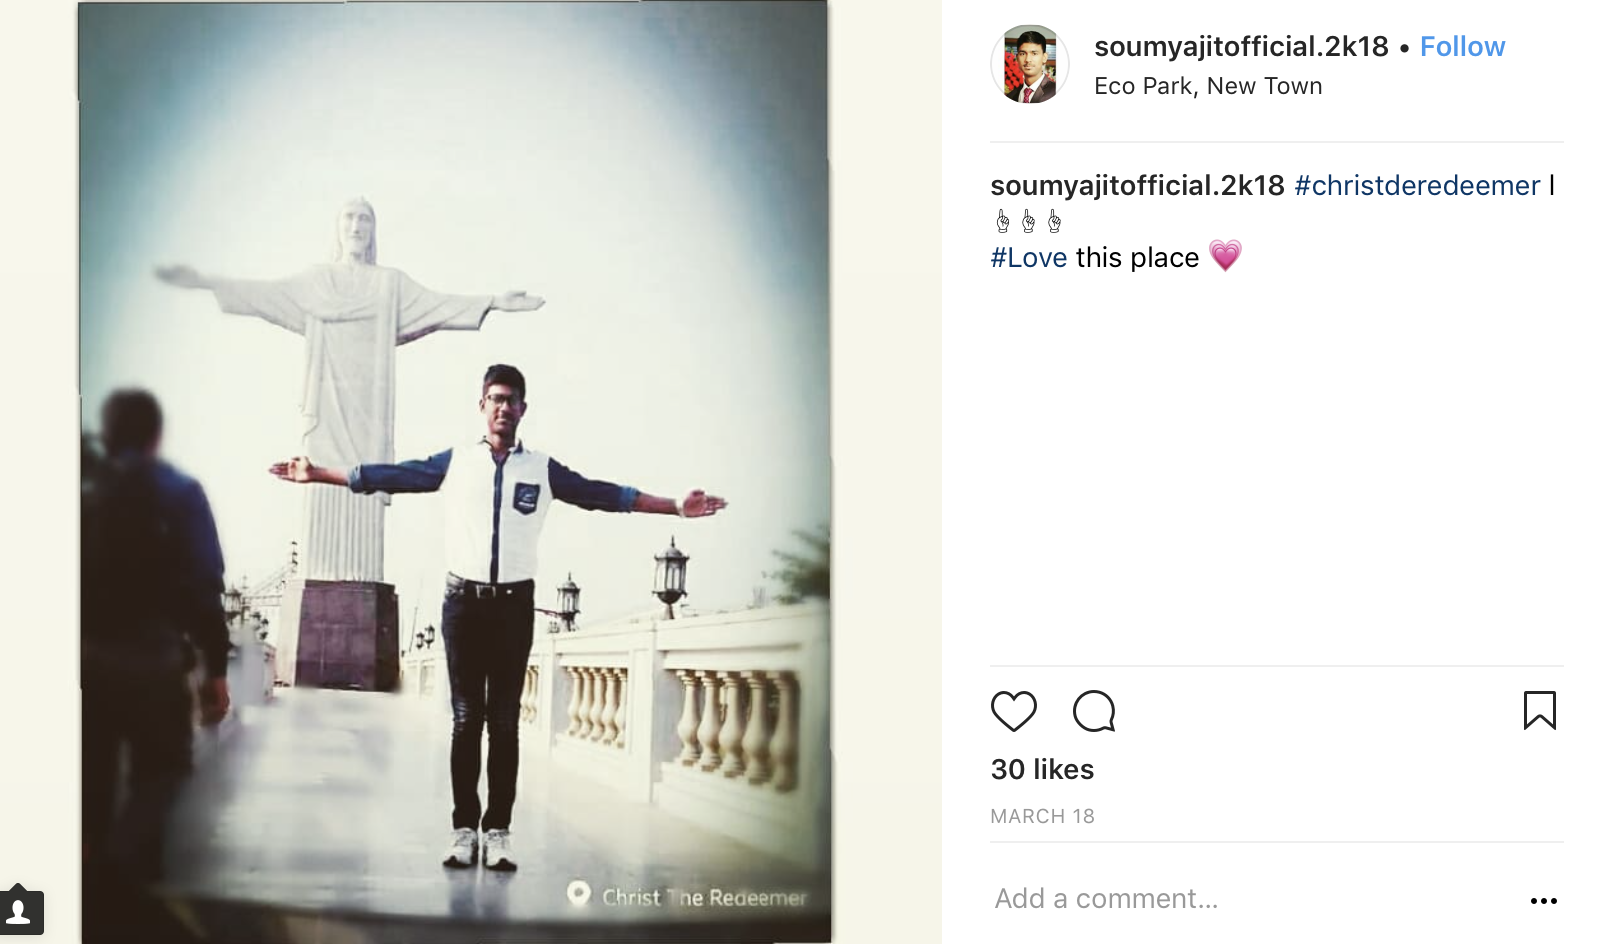 soumyajitofficial.2k18 • Follow
Eco Park, New Town
soumyajitofficial.2k18 #christderedeemer I
☝☝☝
#Love this place 💗
30 likes
MARCH 18
Add a comment...
Christ The Redeemer